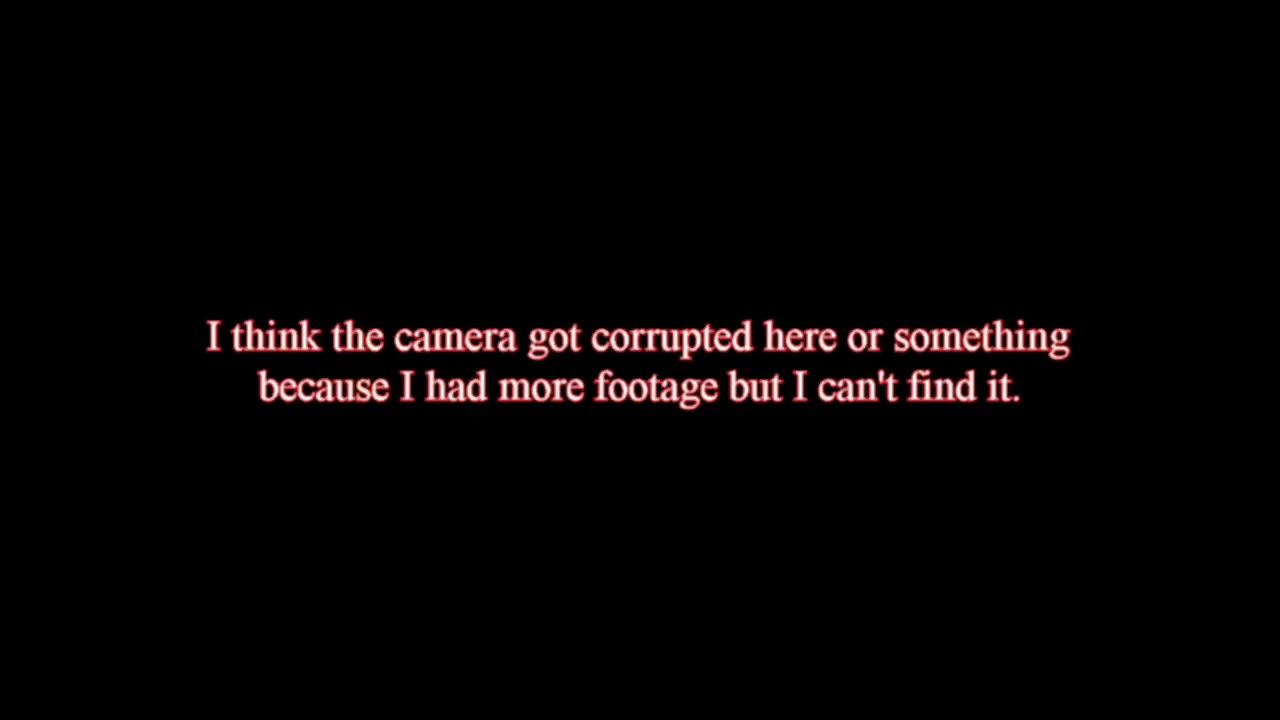 I think the camera got corrupted here or something
because I had more footage but I can't find it.